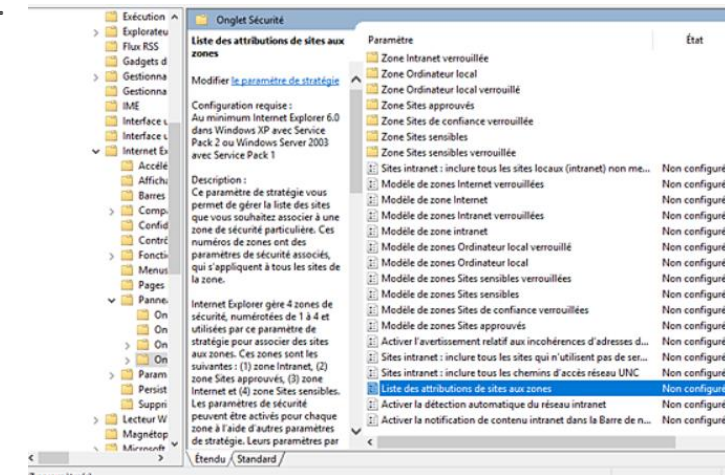 Exécution
Explorateu
Flux RSS
Gadgets d
Gestionna
Gestionna
IME
Interface u
Interface u
Internet Ex
Accélé
Afficha
Barres
Compa
Confid
Contrô
Foncti
Menus
Pages
Panne
On
On
On
On
Param
Persist
Suppri
Lecteur W
Magnétop
Microsoft
Onglet Sécurité
Liste des attributions de sites aux
zones
Modifier le paramètre de stratégie
Configuration requise :
Au minimum Internet Explorer 6.0
dans Windows XP avec Service
Pack 2 ou Windows Server 2003
avec Service Pack 1
Description :
Ce paramètre de stratégie vous
permet de gérer la liste des sites
que vous souhaitez associer à une
zone de sécurité particulière. Ces
numéros de zones ont des
paramètres de sécurité associés,
qui s'appliquent à tous les sites de
la zone.
Internet Explorer gère 4 zones de
sécurité, numérotées de 1 à 4 et
utilisées par ce paramètre de
stratégie pour associer des sites
aux zones. Ces zones sont les
suivantes : (1) zone Intranet, (2)
zone Sites approuvés, (3) zone
Internet et (4) zone Sites sensibles.
Les paramètres de sécurité
peuvent être activés pour chaque
zone à l'aide d'autres paramètres
de stratégie. Leurs paramètres par
Étendu Standard
Paramètre État
Zone Intranet verrouillée
Zone Ordinateur local
Zone Ordinateur local verrouillé
Zone Sites approuvés
Zone Sites de confiance verrouillée
Zone Sites sensibles
Zone Sites sensibles verrouillée
Sites intranet : inclure tous les sites locaux (intranet) non me... Non configuré
Modèle de zones Internet verrouillées Non configuré
Modèle de zone Internet Non configuré
Modèle de zones Intranet verrouillées Non configuré
Modèle de zone intranet Non configuré
Modèle de zones Ordinateur local verrouillé Non configuré
Modèle de zones Ordinateur local Non configuré
Modèle de zones Sites sensibles verrouillées Non configuré
Modèle de zones Sites sensibles Non configuré
Modèle de zones Sites de confiance verrouillées Non configuré
Modèle de zones Sites approuvés Non configuré
Activer l'avertissement relatif aux incohérences d'adresses d... Non configuré
Sites intranet : inclure tous les sites qui n'utilisent pas de ser... Non configuré
Sites intranet : inclure tous les chemins d'accès réseau UNC Non configuré
Liste des attributions de sites aux zones Non configuré
Activer la détection automatique du réseau intranet Non configuré
Activer la notification de contenu intranet dans la Barre de n... Non configuré